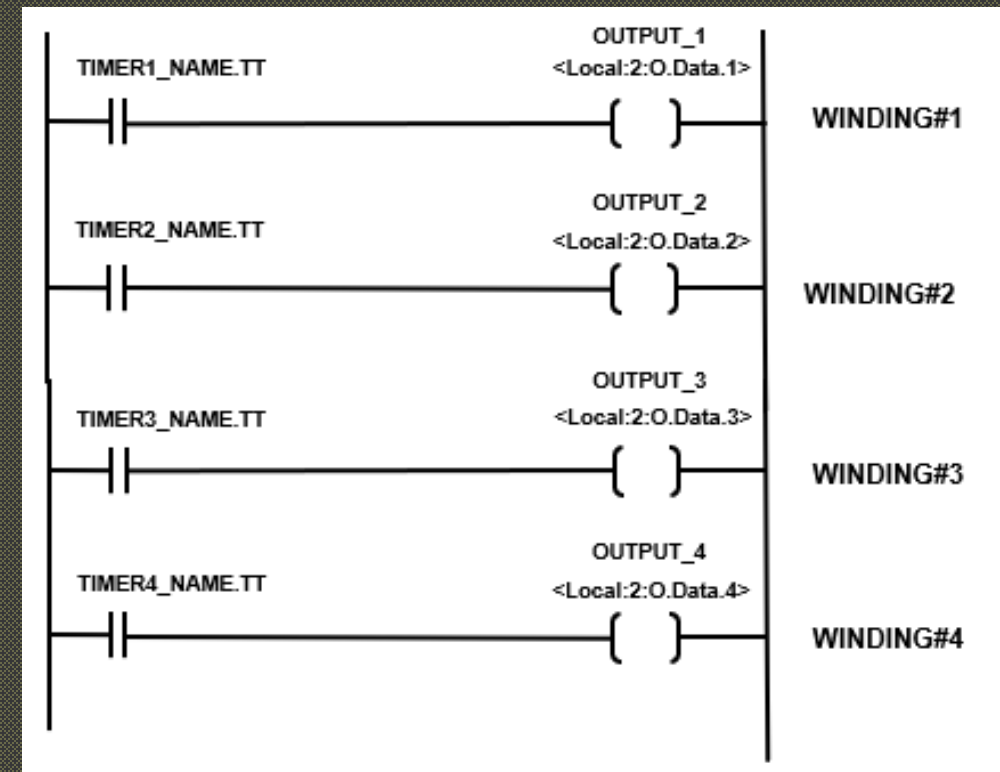 OUTPUT_1
TIMER1_NAME.TT
<Local:2:O.Data.1>
WINDING#1
OUTPUT_2
TIMER2_NAME.TT
<Local:2:O.Data.2>
WINDING#2
OUTPUT_3
TIMER3_NAME.TT
<Local:2:O.Data.3>
WINDING#3
OUTPUT_4
TIMER4_NAME.TT
<Local:2:O.Data.4>
WINDING#4